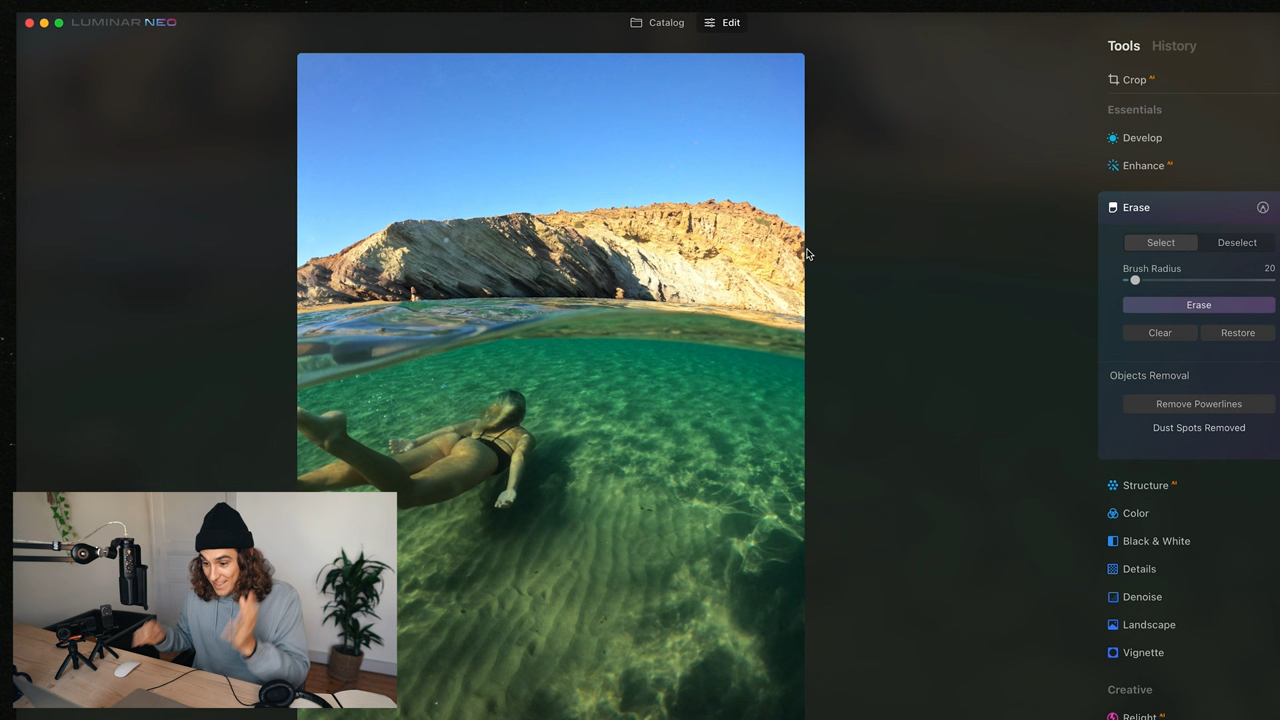 LUMINAR NEO
Catalog
Edit
Tools History
Crop AI
Essentials
Develop
Enhance AI
Erase
Select Deselect
Brush Radius 20
Erase
Clear Restore
Objects Removal
Remove Powerlines
Dust Spots Removed
Structure AI
Color
Black & White
Details
Denoise
Landscape
Vignette
Creative
Relight AI